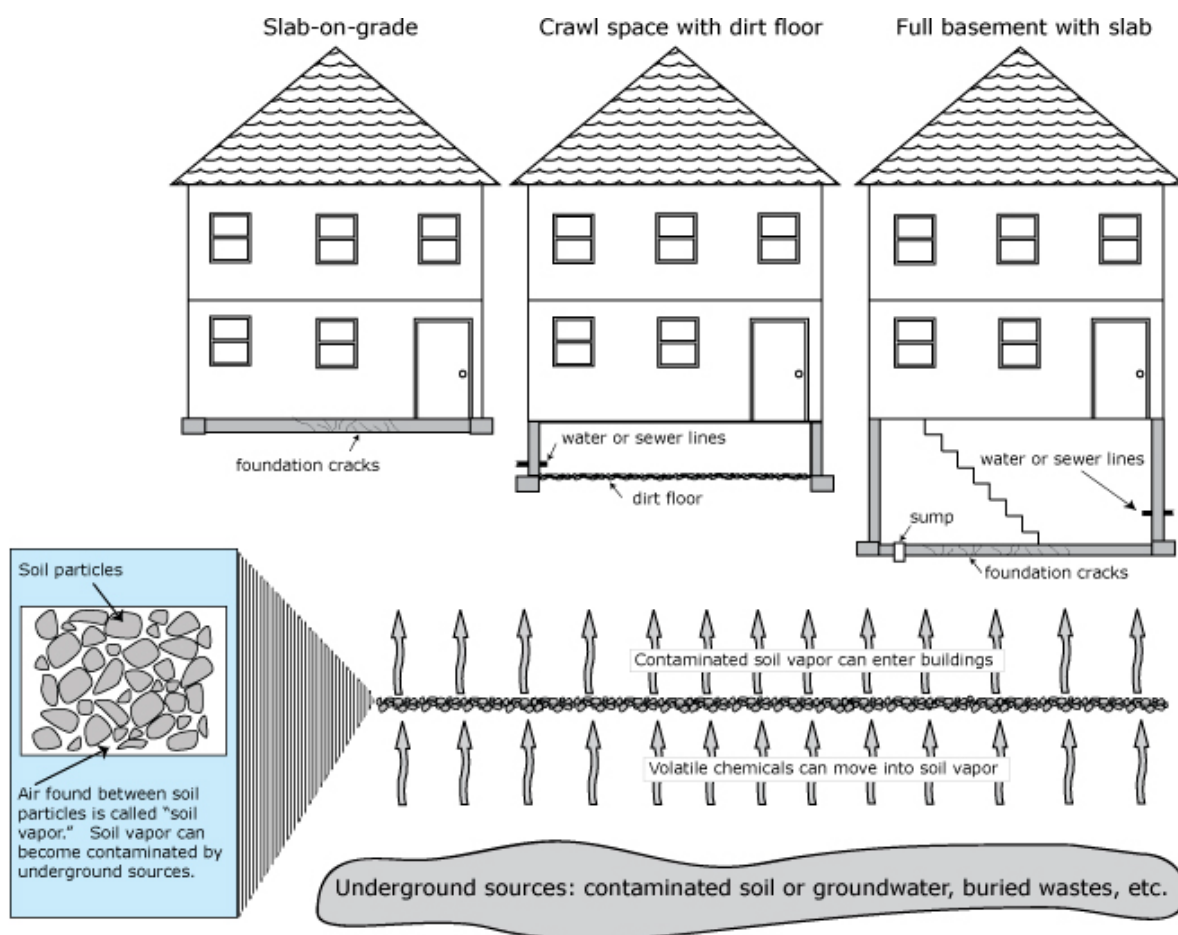 Slab-on-grade
Crawl space with dirt floor
Full basement with slab
foundation cracks
water or sewer lines
dirt floor
water or sewer lines
sump
foundation cracks
Soil particles
Air found between soil
particles is called “soil
vapor.” Soil vapor can
become contaminated by
underground sources.
Contaminated soil vapor can enter buildings
Volatile chemicals can move into soil vapor
Underground sources: contaminated soil or groundwater, buried wastes, etc.